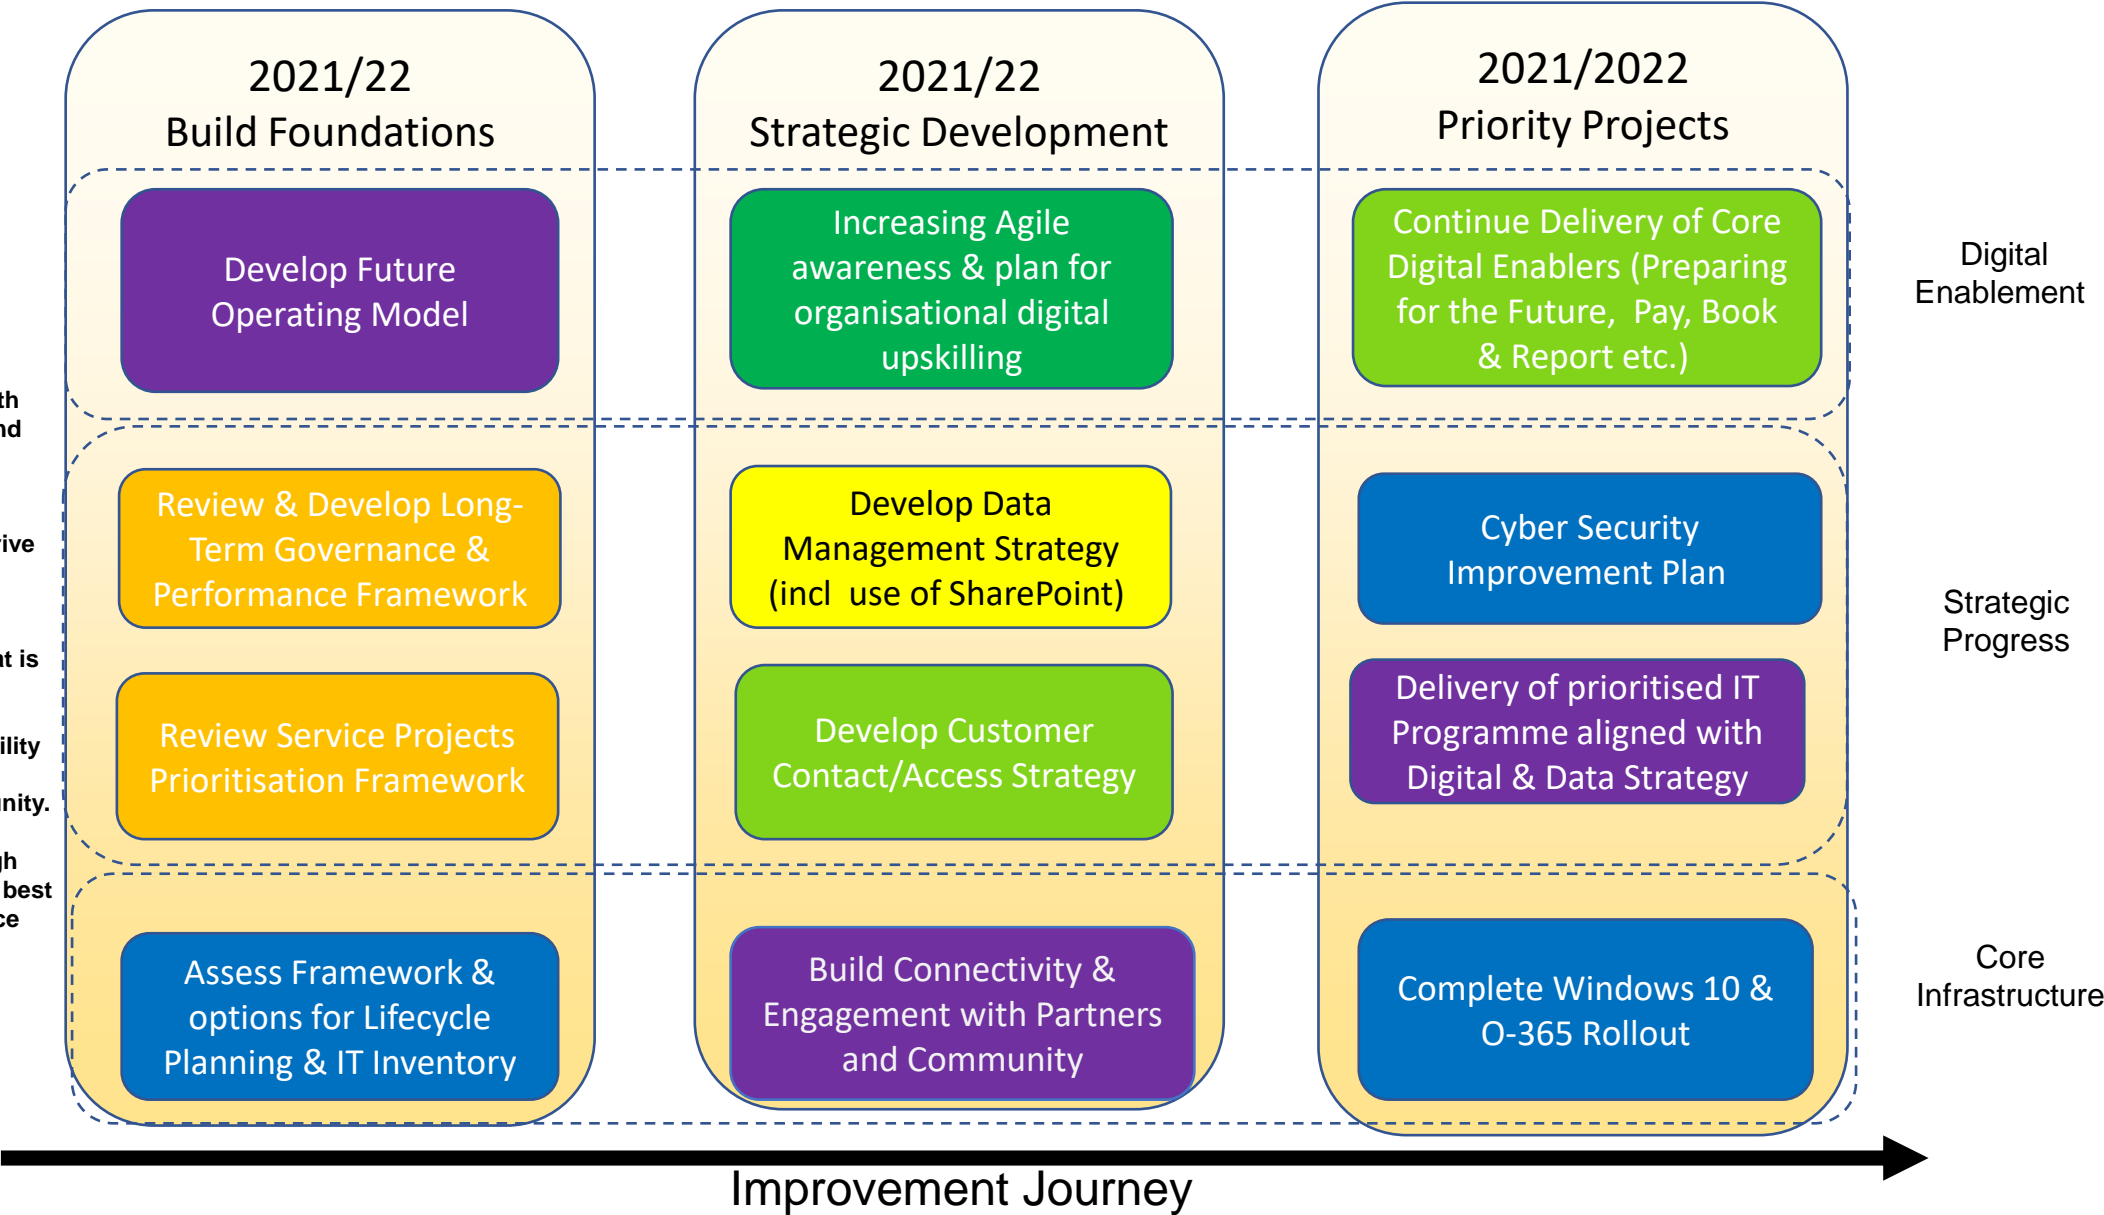 2021/22
Build Foundations
2021/22
Strategic Development
2021/2022
Priority Projects
Develop Future
Operating Model
Increasing Agile
awareness & plan for
organisational digital
upskilling
Continue Delivery of Core
Digital Enablers (Preparing
for the Future, Pay, Book
& Report etc.)
Digital
Enablement
Review & Develop Long-
Term Governance &
Performance Framework
Develop Data
Management Strategy
(incl use of SharePoint)
Cyber Security
Improvement Plan
Strategic
Progress
Review Service Projects
Prioritisation Framework
Develop Customer
Contact/Access Strategy
Delivery of prioritised IT
Programme aligned with
Digital & Data Strategy
best
Assess Framework &
options for Lifecycle
Planning & IT Inventory
Build Connectivity &
Engagement with Partners
and Community
Complete Windows 10 &
O-365 Rollout
Core
Infrastructure
Improvement Journey